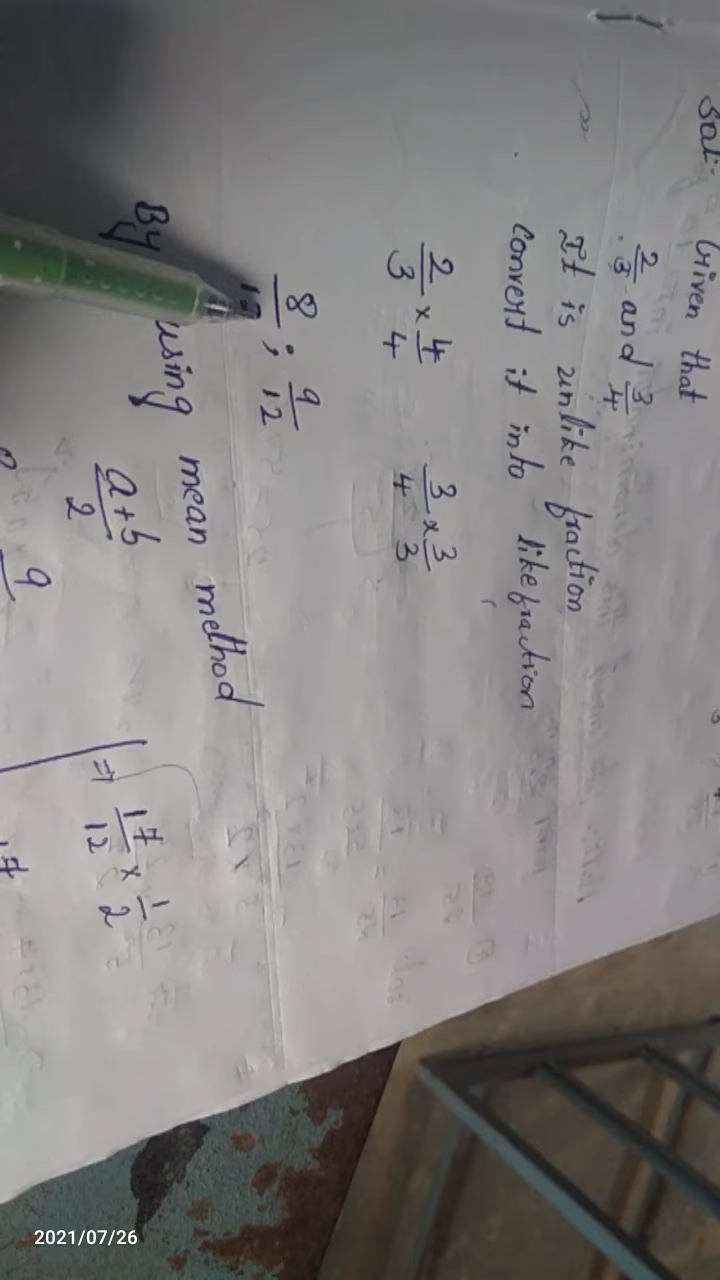 Sol:- Given that
2/3 and 3/4
It is unlike fraction
convert it into like fraction
2/3 × 4/4 3/4 × 3/3
8/12 ; 9/12
By using mean method
a+b/2 ⇒ 17/12 × 1/2
9
17
2021/07/26